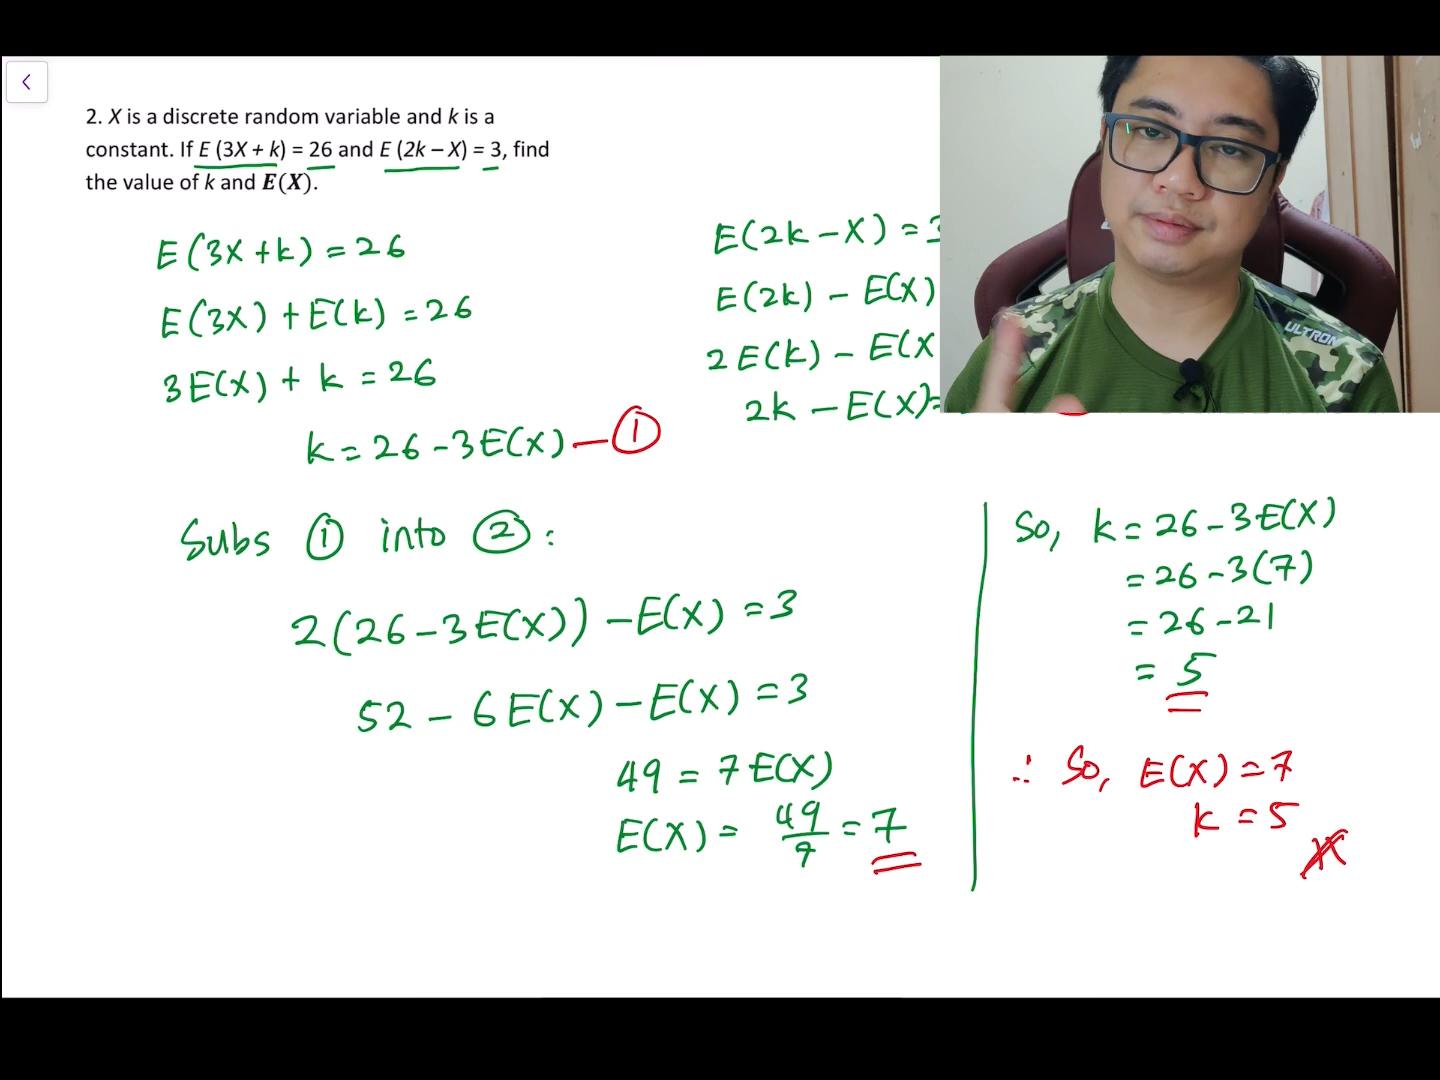 2. X is a discrete random variable and k is a
constant. If E (3X + k) = 26 and E (2k – X) = 3, find
the value of k and E(X).
E(3X + k) = 26
E(3X) + E(k) = 26
3E(X) + k = 26
k = 26 - 3E(X) — ①
E(2k - X) = 3
E(2k) - E(X)
2E(k) - E(X
2k - E(X) =
ULTRON
Subs ① into ② :
2(26 - 3E(X)) - E(X) = 3
52 - 6E(X) - E(X) = 3
49 = 7E(X)
E(X) = 49/7 = 7
So, k = 26 - 3E(X)
= 26 - 3(7)
= 26 - 21
= 5
∴ So, E(X) = 7
k = 5